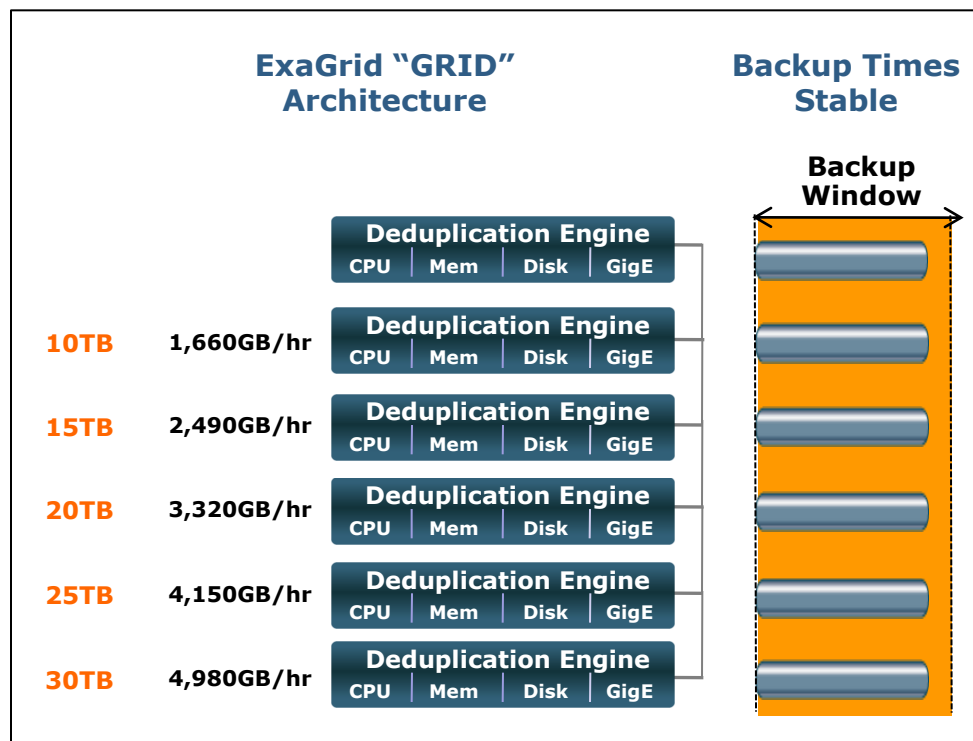 ExaGrid “GRID”
Architecture
Backup Times
Stable
Backup
Window
Deduplication Engine
CPU Mem Disk GigE
10TB 1,660GB/hr Deduplication Engine
CPU Mem Disk GigE
15TB 2,490GB/hr Deduplication Engine
CPU Mem Disk GigE
20TB 3,320GB/hr Deduplication Engine
CPU Mem Disk GigE
25TB 4,150GB/hr Deduplication Engine
CPU Mem Disk GigE
30TB 4,980GB/hr Deduplication Engine
CPU Mem Disk GigE